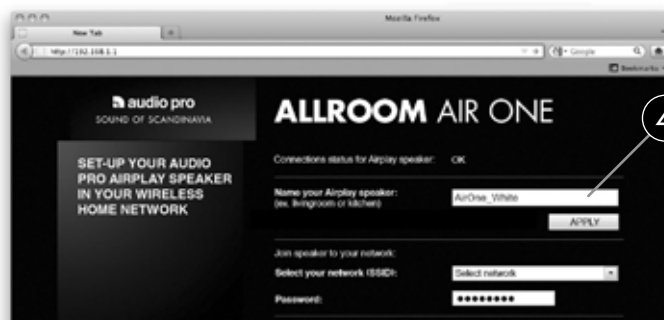 Mozilla Firefox
New Tab
http://192.168.1.1
Google
Bookmarks
audio pro
SOUND OF SCANDINAVIA
ALLROOM AIR ONE
SET-UP YOUR AUDIO
PRO AIRPLAY SPEAKER
IN YOUR WIRELESS
HOME NETWORK
Connections status for Airplay speaker: OK
Name your Airplay speaker:
(ex. livingroom or kitchen)
AirOne_White
APPLY
Join speaker to your network:
Select your network (SSID): Select network
Password: ●●●●●●●●
4